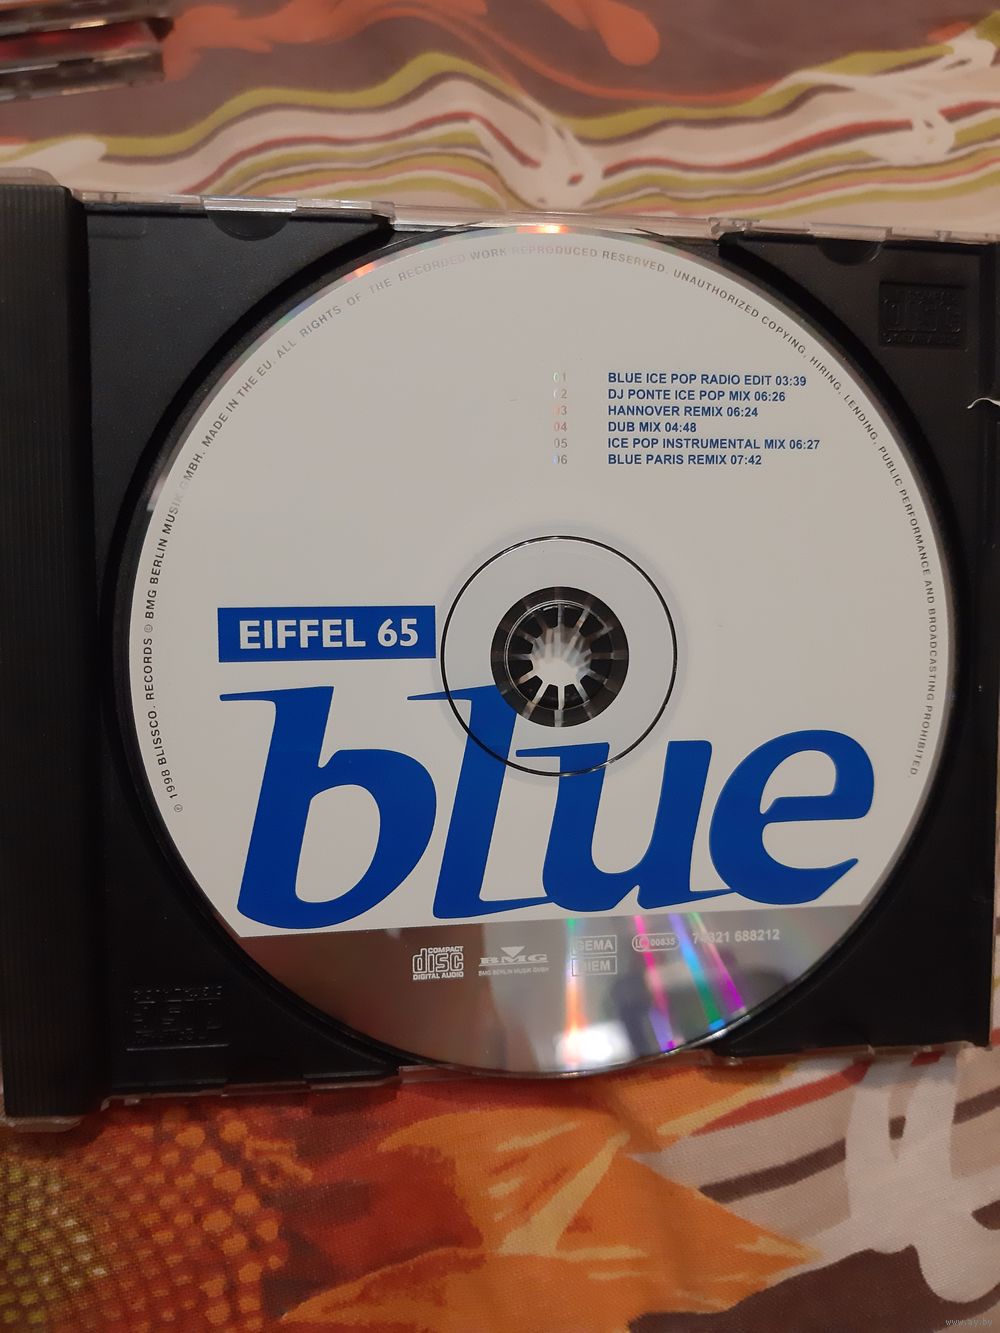 ℗ 1998 BLISSCO. RECORDS © BMG BERLIN MUSIK GMBH. MADE IN THE EU. ALL RIGHTS OF THE RECORDED WORK REPRODUCED RESERVED. UNAUTHORIZED COPYING, HIRING, LENDING, PUBLIC PERFORMANCE AND BROADCASTING PROHIBITED.
01 BLUE ICE POP RADIO EDIT 03:39
02 DJ PONTE ICE POP MIX 06:26
03 HANNOVER REMIX 06:24
04 DUB MIX 04:48
05 ICE POP INSTRUMENTAL MIX 06:27
06 BLUE PARIS REMIX 07:42
EIFFEL 65
blue
COMPACT
disc
DIGITAL AUDIO
BMG
BMG BERLIN MUSIK GMBH
GEMA
BIEM
LC 00835
74321 688212
www.ay.by